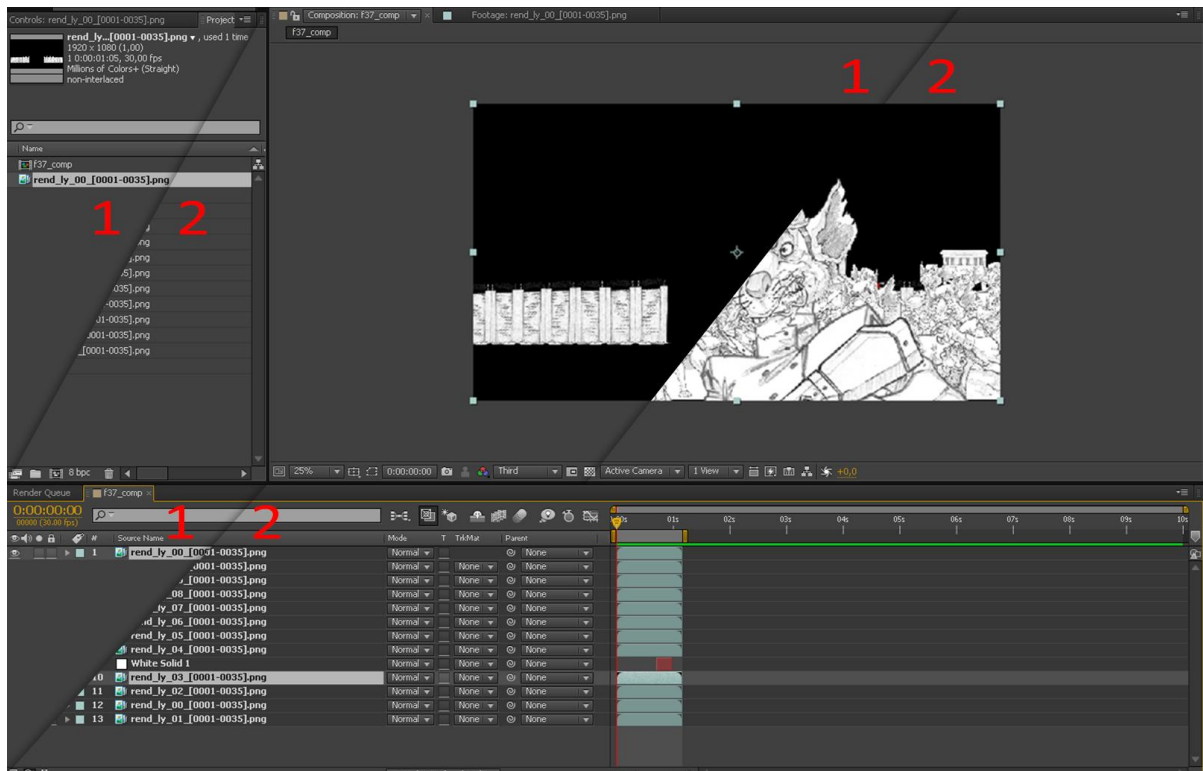 Controls: rend_ly_00_[0001-0035].png
Project
rend_ly...[0001-0035].png ▾ , used 1 time
1920 x 1080 (1,00)
1 0:00:01:05, 30,00 fps
Millions of Colors+ (Straight)
non-interlaced
Name
f37_comp
rend_ly_00_[0001-0035].png
1 2
.png
.png
].png
5].png
035].png
-0035].png
01-0035].png
0001-0035].png
_[0001-0035].png
8 bpc
Composition: f37_comp
Footage: rend_ly_00_[0001-0035].png
f37_comp
1 2
25%
0:00:00:00
Third
Active Camera
1 View
+0,0
Render Queue
f37_comp ×
0:00:00:00
00000 (30.00 fps)
1 2
00s 01s 02s 03s 04s 05s 06s 07s 08s 09s 10s
# Source Name Mode T TrkMat Parent
1 rend_ly_00_[0001-0035].png Normal None
_[0001-0035].png Normal None None
_[0001-0035].png Normal None None
_08_[0001-0035].png Normal None None
_ly_07_[0001-0035].png Normal None None
nd_ly_06_[0001-0035].png Normal None None
rend_ly_05_[0001-0035].png Normal None None
rend_ly_04_[0001-0035].png Normal None None
White Solid 1 Normal None None
10 rend_ly_03_[0001-0035].png Normal None None
11 rend_ly_02_[0001-0035].png Normal None None
12 rend_ly_00_[0001-0035].png Normal None None
13 rend_ly_01_[0001-0035].png Normal None None